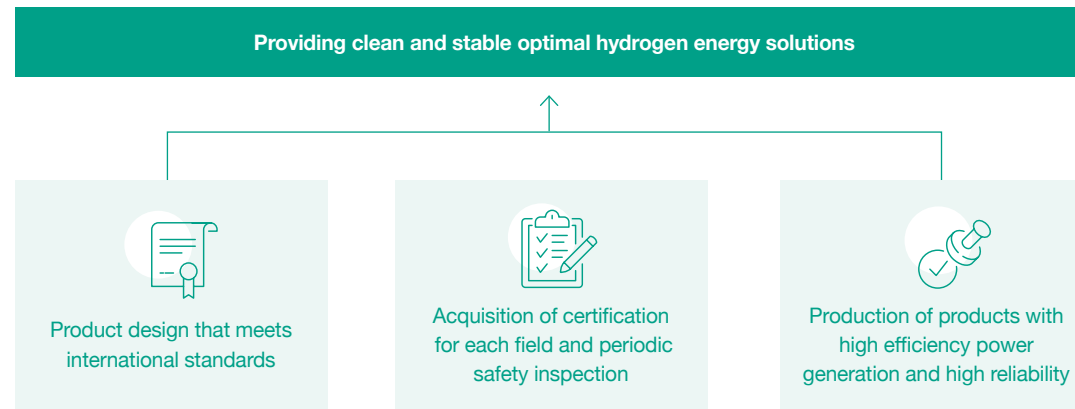 Providing clean and stable optimal hydrogen energy solutions
Product design that meets
international standards
Acquisition of certification
for each field and periodic
safety inspection
Production of products with
high efficiency power
generation and high reliability